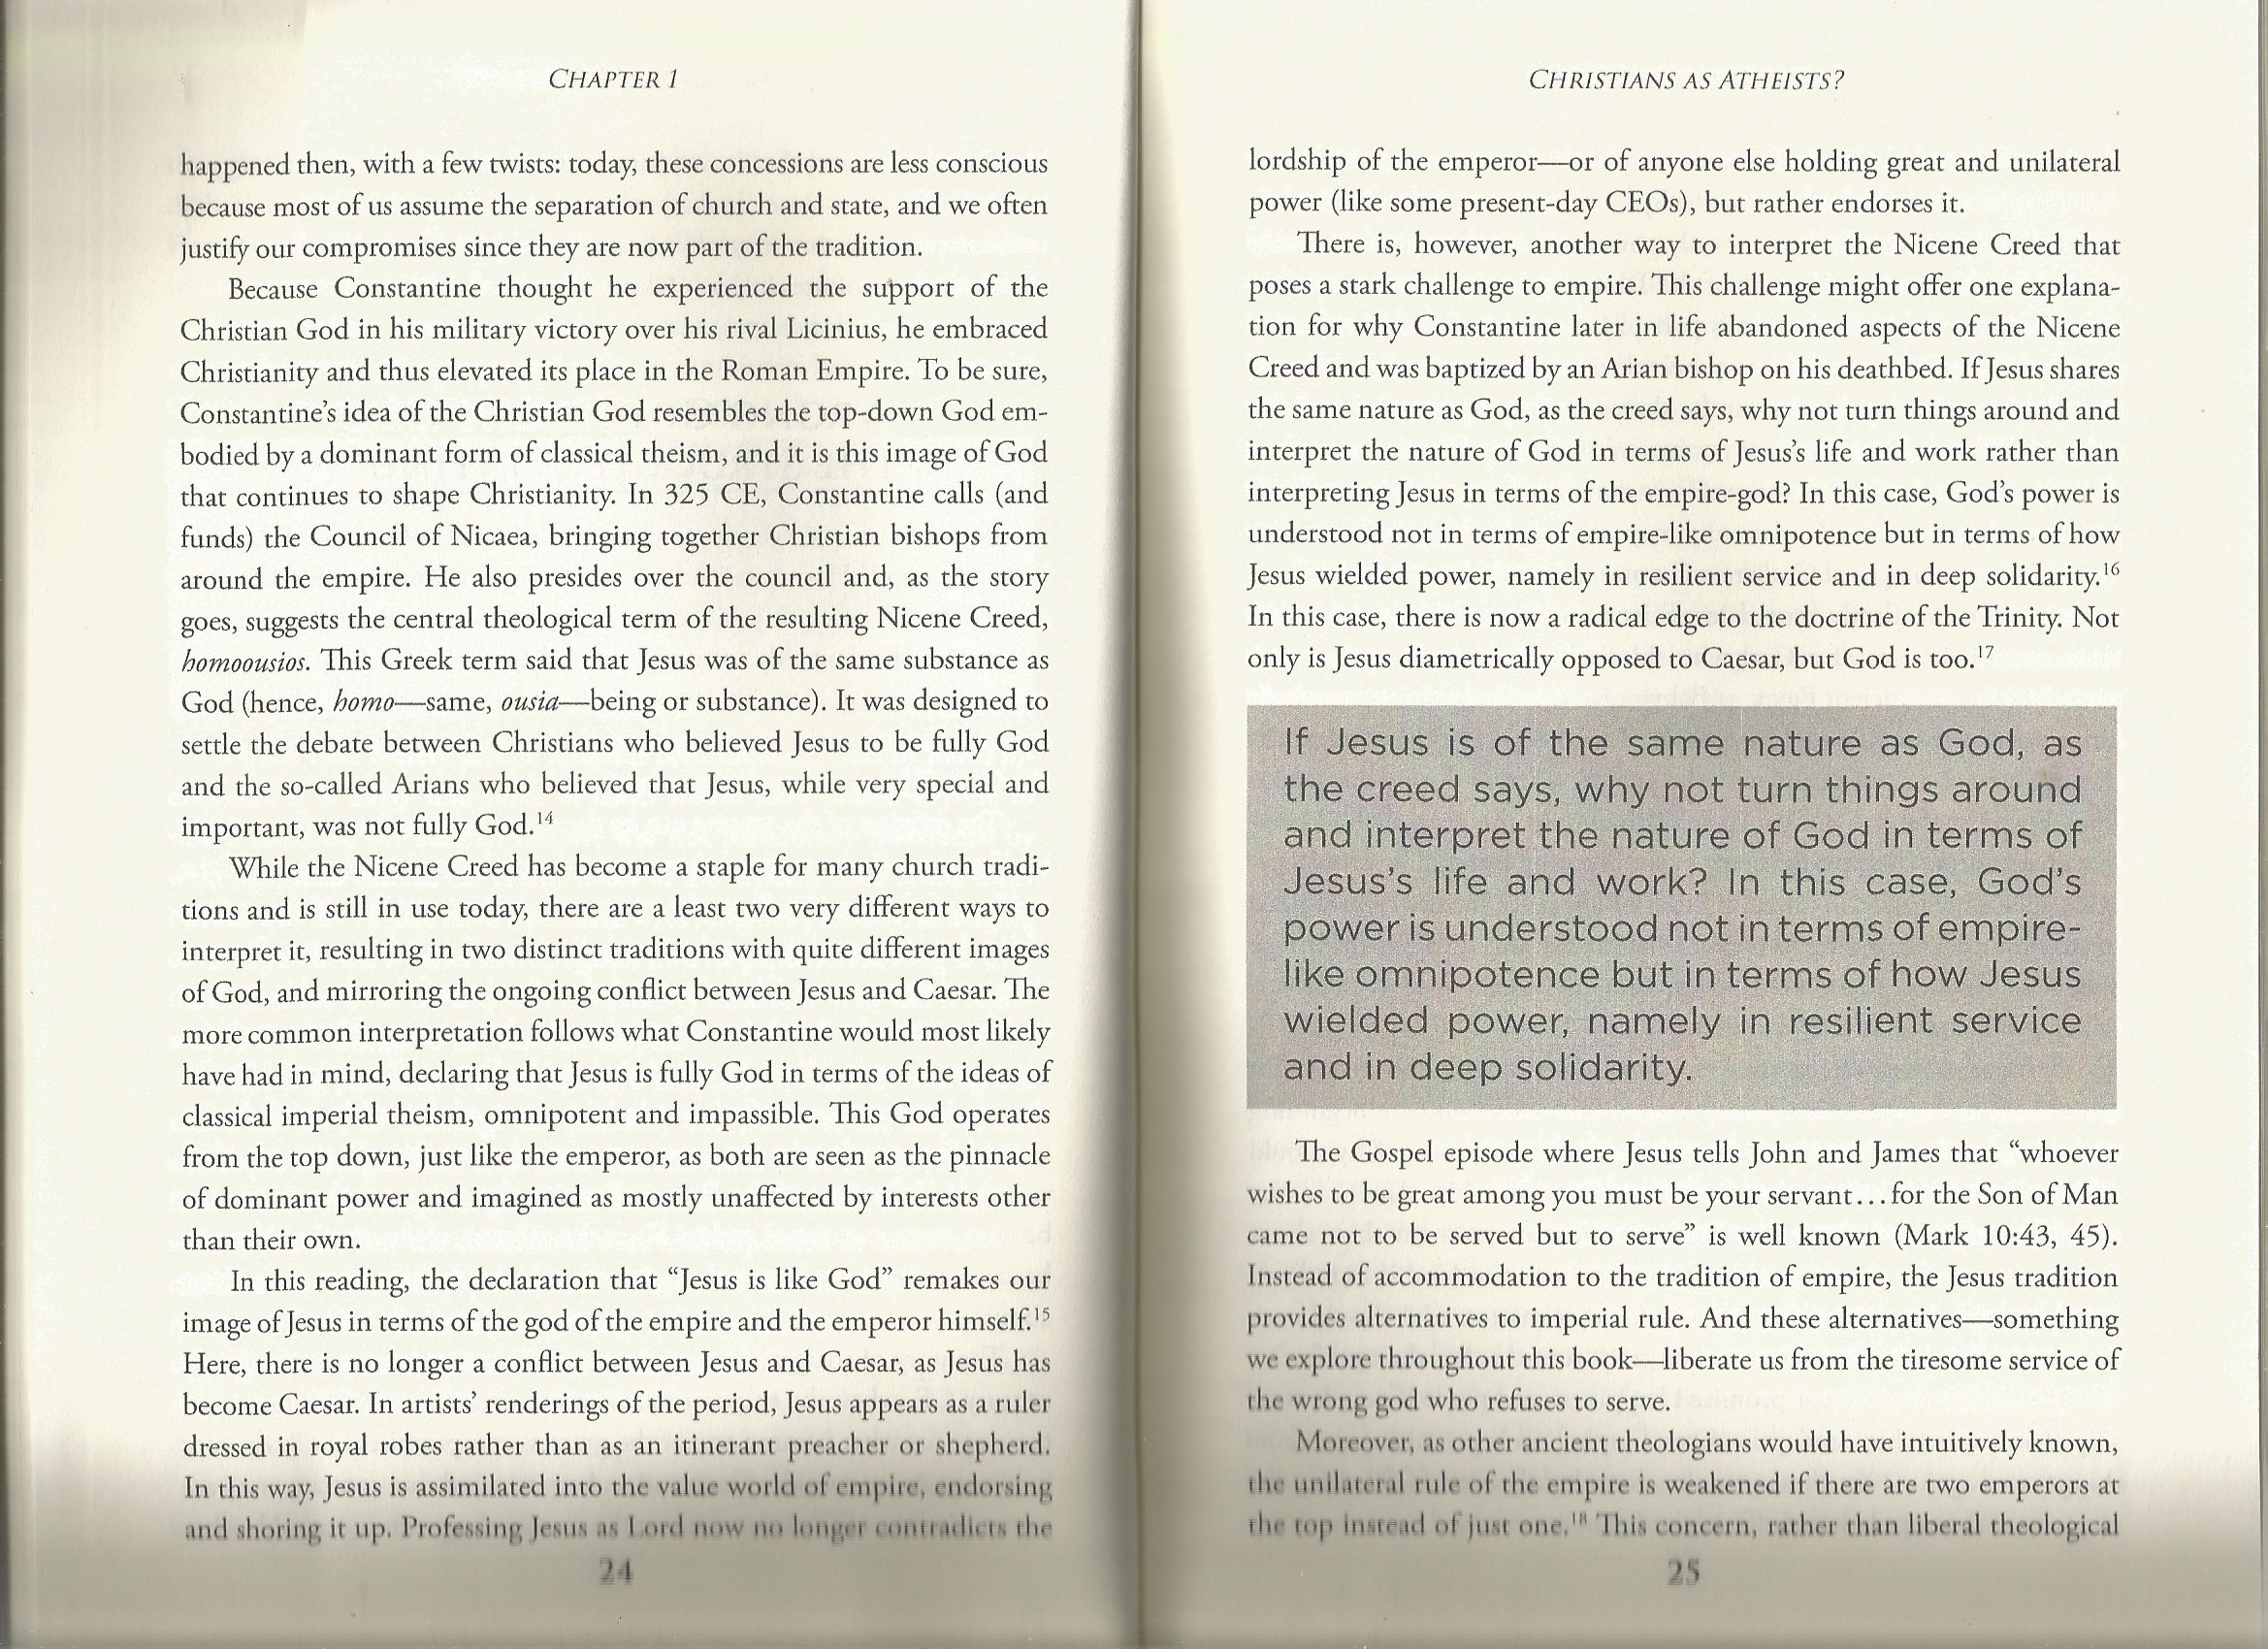 CHAPTER 1
happened then, with a few twists: today, these concessions are less conscious
because most of us assume the separation of church and state, and we often
justify our compromises since they are now part of the tradition.
Because Constantine thought he experienced the support of the
Christian God in his military victory over his rival Licinius, he embraced
Christianity and thus elevated its place in the Roman Empire. To be sure,
Constantine’s idea of the Christian God resembles the top-down God em-
bodied by a dominant form of classical theism, and it is this image of God
that continues to shape Christianity. In 325 CE, Constantine calls (and
funds) the Council of Nicaea, bringing together Christian bishops from
around the empire. He also presides over the council and, as the story
goes, suggests the central theological term of the resulting Nicene Creed,
homoousios. This Greek term said that Jesus was of the same substance as
God (hence, homo—same, ousia—being or substance). It was designed to
settle the debate between Christians who believed Jesus to be fully God
and the so-called Arians who believed that Jesus, while very special and
important, was not fully God.14
While the Nicene Creed has become a staple for many church tradi-
tions and is still in use today, there are a least two very different ways to
interpret it, resulting in two distinct traditions with quite different images
of God, and mirroring the ongoing conflict between Jesus and Caesar. The
more common interpretation follows what Constantine would most likely
have had in mind, declaring that Jesus is fully God in terms of the ideas of
classical imperial theism, omnipotent and impassible. This God operates
from the top down, just like the emperor, as both are seen as the pinnacle
of dominant power and imagined as mostly unaffected by interests other
than their own.
In this reading, the declaration that “Jesus is like God” remakes our
image of Jesus in terms of the god of the empire and the emperor himself.15
Here, there is no longer a conflict between Jesus and Caesar, as Jesus has
become Caesar. In artists’ renderings of the period, Jesus appears as a ruler
dressed in royal robes rather than as an itinerant preacher or shepherd.
In this way, Jesus is assimilated into the value world of empire, endorsing
and shoring it up. Professing Jesus as Lord now no longer contradicts the
24
CHRISTIANS AS ATHEISTS?
lordship of the emperor—or of anyone else holding great and unilateral
power (like some present-day CEOs), but rather endorses it.
There is, however, another way to interpret the Nicene Creed that
poses a stark challenge to empire. This challenge might offer one explana-
tion for why Constantine later in life abandoned aspects of the Nicene
Creed and was baptized by an Arian bishop on his deathbed. If Jesus shares
the same nature as God, as the creed says, why not turn things around and
interpret the nature of God in terms of Jesus’s life and work rather than
interpreting Jesus in terms of the empire-god? In this case, God’s power is
understood not in terms of empire-like omnipotence but in terms of how
Jesus wielded power, namely in resilient service and in deep solidarity.16
In this case, there is now a radical edge to the doctrine of the Trinity. Not
only is Jesus diametrically opposed to Caesar, but God is too.17
If Jesus is of the same nature as God, as
the creed says, why not turn things around
and interpret the nature of God in terms of
Jesus’s life and work? In this case, God’s
power is understood not in terms of empire-
like omnipotence but in terms of how Jesus
wielded power, namely in resilient service
and in deep solidarity.
The Gospel episode where Jesus tells John and James that “whoever
wishes to be great among you must be your servant…for the Son of Man
came not to be served but to serve” is well known (Mark 10:43, 45).
Instead of accommodation to the tradition of empire, the Jesus tradition
provides alternatives to imperial rule. And these alternatives—something
we explore throughout this book—liberate us from the tiresome service of
the wrong god who refuses to serve.
Moreover, as other ancient theologians would have intuitively known,
the unilateral rule of the empire is weakened if there are two emperors at
the top instead of just one.18 This concern, rather than liberal theological
25